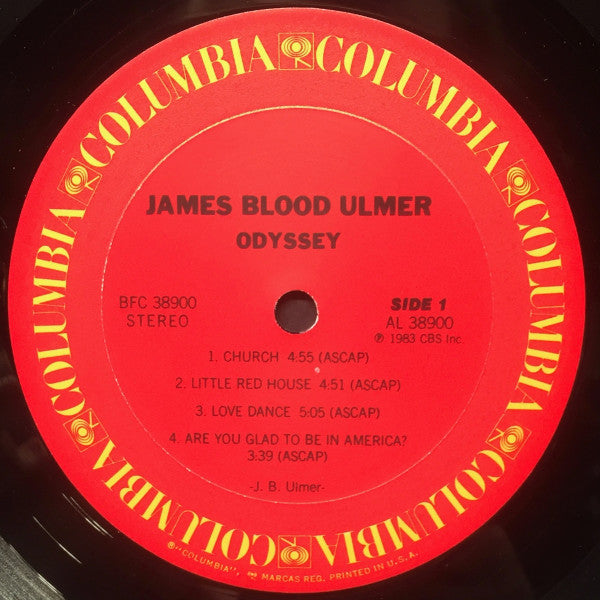 COLUMBIA COLUMBIA COLUMBIA COLUMBIA COLUMBIA COLUMBIA
JAMES BLOOD ULMER
ODYSSEY
BFC 38900
STEREO
SIDE 1
AL 38900
℗ 1983 CBS Inc.
1. CHURCH 4:55 (ASCAP)
2. LITTLE RED HOUSE 4:51 (ASCAP)
3. LOVE DANCE 5:05 (ASCAP)
4. ARE YOU GLAD TO BE IN AMERICA?
3:39 (ASCAP)
-J. B. Ulmer-
®"COLUMBIA", MARCAS REG. PRINTED IN U.S.A.